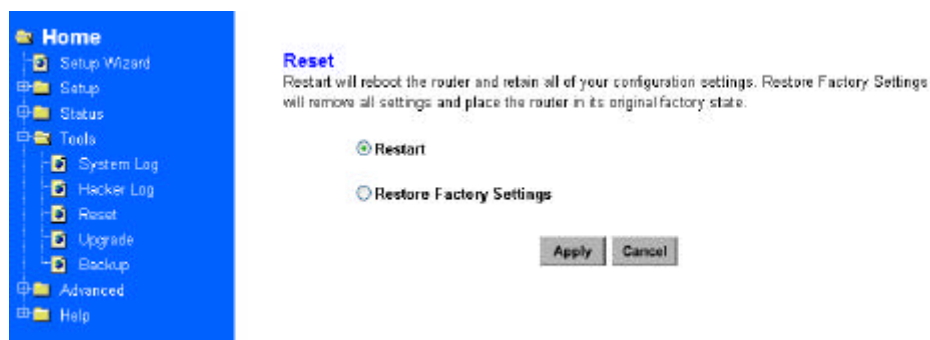 Home
Setup Wizard
Setup
Status
Tools
System Log
Hacker Log
Reset
Upgrade
Backup
Advanced
Help
Reset
Restart will reboot the router and retain all of your configuration settings. Restore Factory Settings
will remove all settings and place the router in its original factory state.
Restart
Restore Factory Settings
Apply Cancel